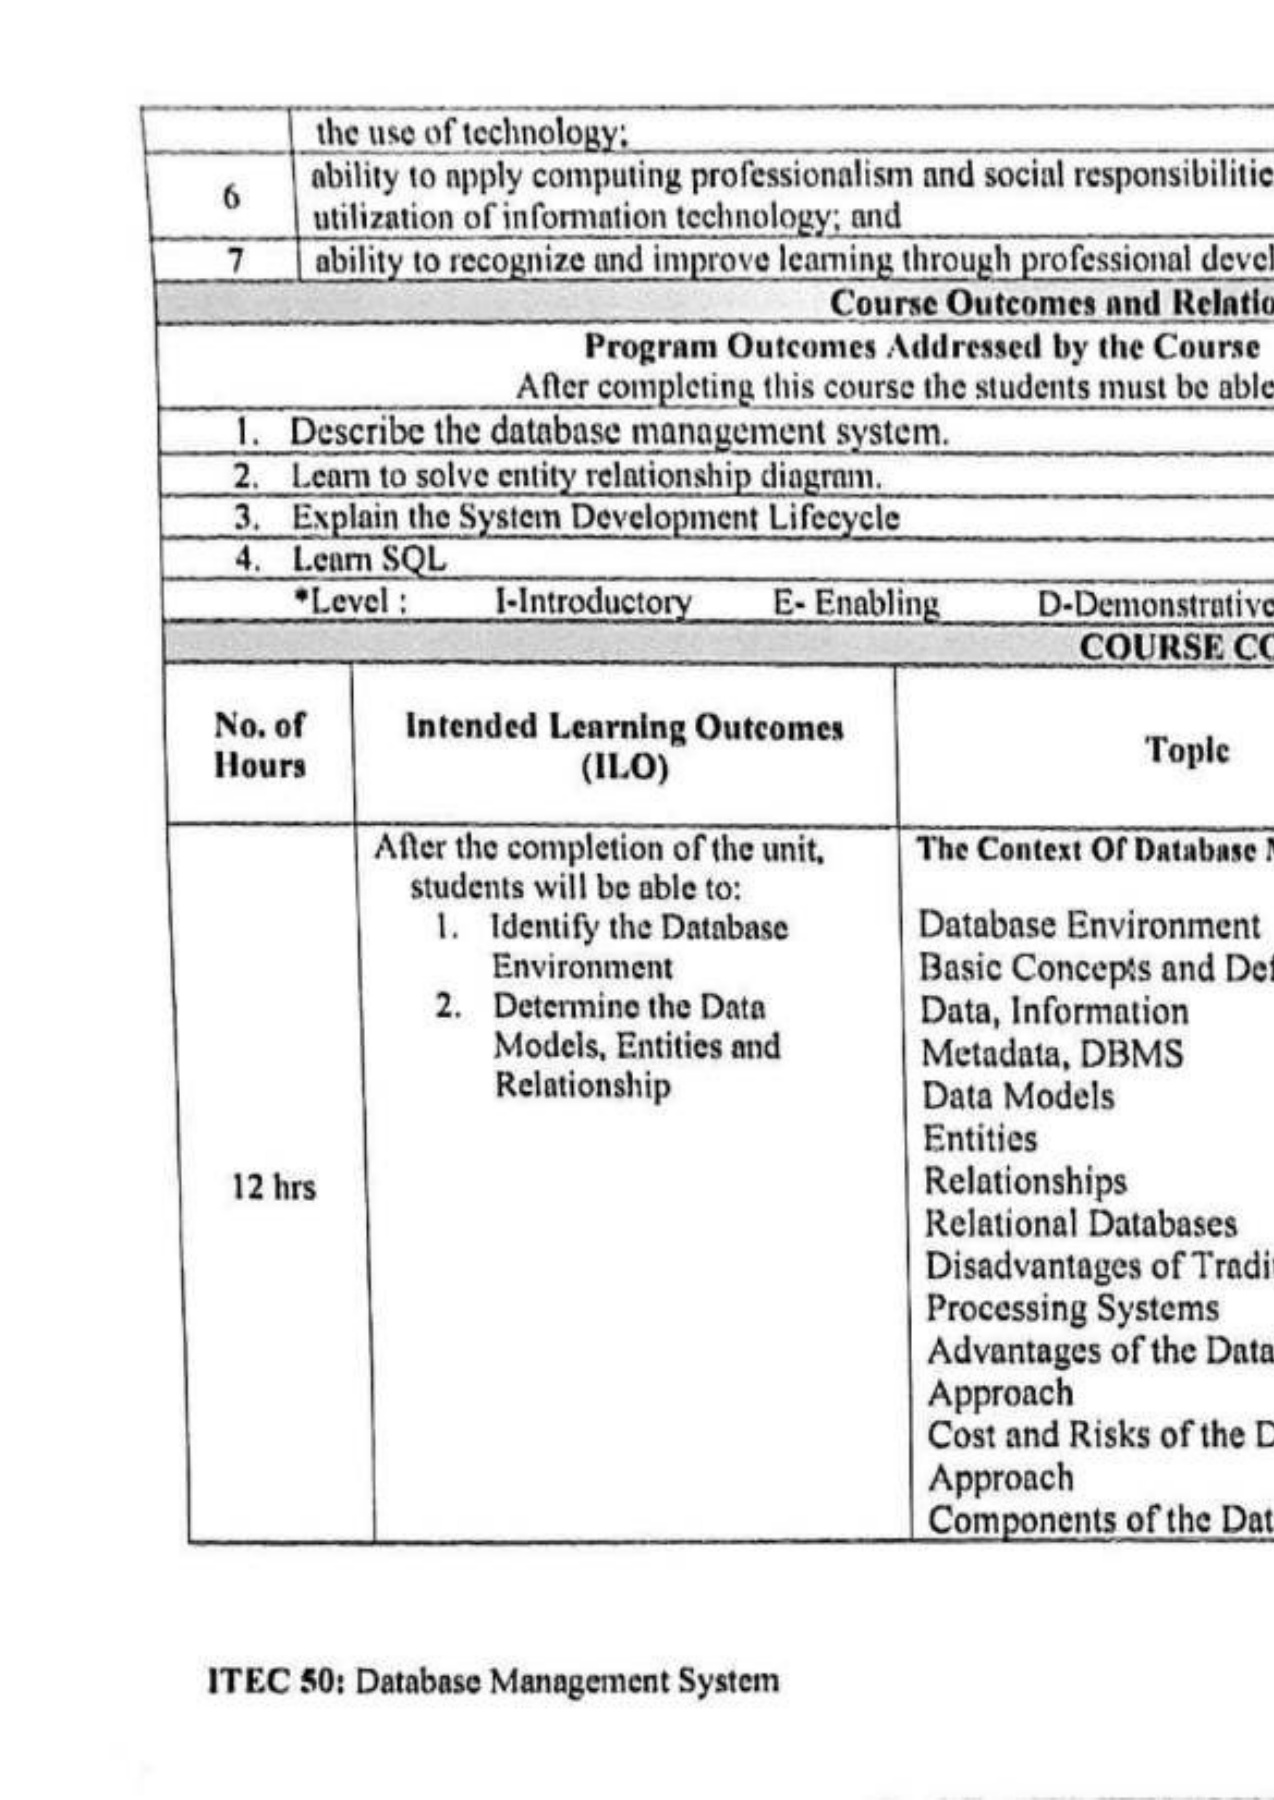 the use of technology;
6
ability to apply computing professionalism and social responsibilitie
utilization of information technology; and
7
ability to recognize and improve learning through professional devel
Course Outcomes and Relatio
Program Outcomes Addressed by the Course
After completing this course the students must be able
1. Describe the database management system.
2. Learn to solve entity relationship diagram.
3. Explain the System Development Lifecycle
4. Learn SQL
*Level : I-Introductory E- Enabling D-Demonstrative
COURSE CO
No. of
Hours
Intended Learning Outcomes
(ILO)
Topic
12 hrs
After the completion of the unit,
students will be able to:
1. Identify the Database
Environment
2. Determine the Data
Models, Entities and
Relationship
The Context Of Database M
Database Environment
Basic Concepts and Def
Data, Information
Metadata, DBMS
Data Models
Entities
Relationships
Relational Databases
Disadvantages of Tradi
Processing Systems
Advantages of the Data
Approach
Cost and Risks of the D
Approach
Components of the Dat
ITEC 50: Database Management System